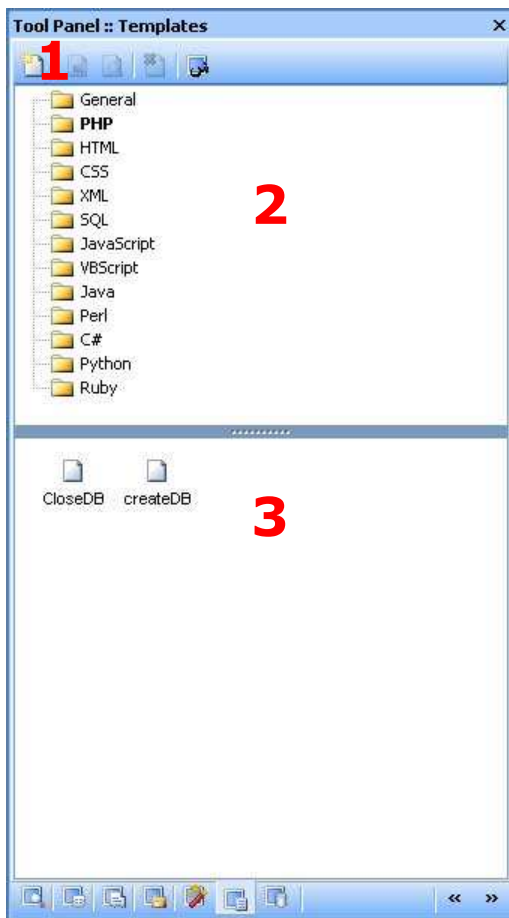 Tool Panel :: Templates
1
General
PHP
HTML
CSS
XML
2
SQL
JavaScript
VBScript
Java
Perl
C#
Python
Ruby
CloseDB createDB
3